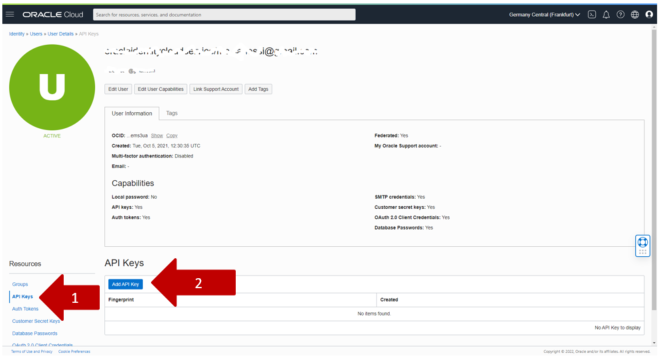 ORACLE Cloud
Search for resources, services, and documentation
Germany Central (Frankfurt)
Identity » Users » User Details » API Keys
U
ACTIVE
Edit User
Edit User Capabilities
Link Support Account
Add Tags
User Information
Tags
OCID: ...emclua Show Copy
Created: Tue, Oct 5, 2021, 12:30:35 UTC
Multi-factor authentication: Disabled
Email: -
Federated: Yes
My Oracle Support account: -
Capabilities
Local password: No
API keys: Yes
Auth tokens: Yes
SMTP credentials: Yes
Customer secret keys: Yes
OAuth 2.0 Client Credentials: Yes
Database Passwords: Yes
Resources
Groups
API Keys
Auth Tokens
Customer Secret Keys
Database Passwords
OAuth 2.0 Client Credentials
1
API Keys
Add API Key
2
Fingerprint
Created
No items found
No API Key to display
Terms of Use and Privacy
Cookie Preferences
Copyright © 2022, Oracle and/or its affiliates. All rights reserved.